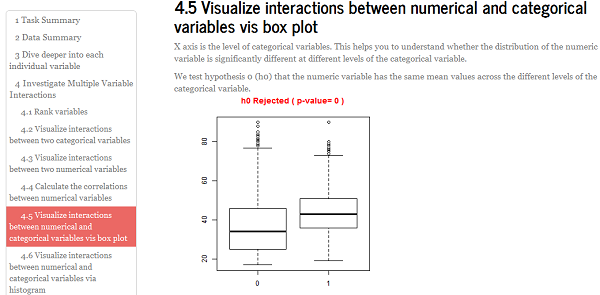 1 Task Summary
2 Data Summary
3 Dive deeper into each
individual variable
4 Investigate Multiple Variable
Interactions
4.1 Rank variables
4.2 Visualize interactions
between two categorical variables
4.3 Visualize interactions
between two numerical variables
4.4 Calculate the correlations
between numerical variables
4.5 Visualize interactions
between numerical and
categorical variables vis box plot
4.6 Visualize interactions
between numerical and
categorical variables via
histogram
4.5 Visualize interactions between numerical and categorical
variables vis box plot
X axis is the level of categorical variables. This helps you to understand whether the distribution of the numeric
variable is significantly different at different levels of the categorical variable.
We test hypothesis 0 (h0) that the numeric variable has the same mean values across the different levels of the
categorical variable.
h0 Rejected ( p-value= 0 )
80
60
40
20
0 1